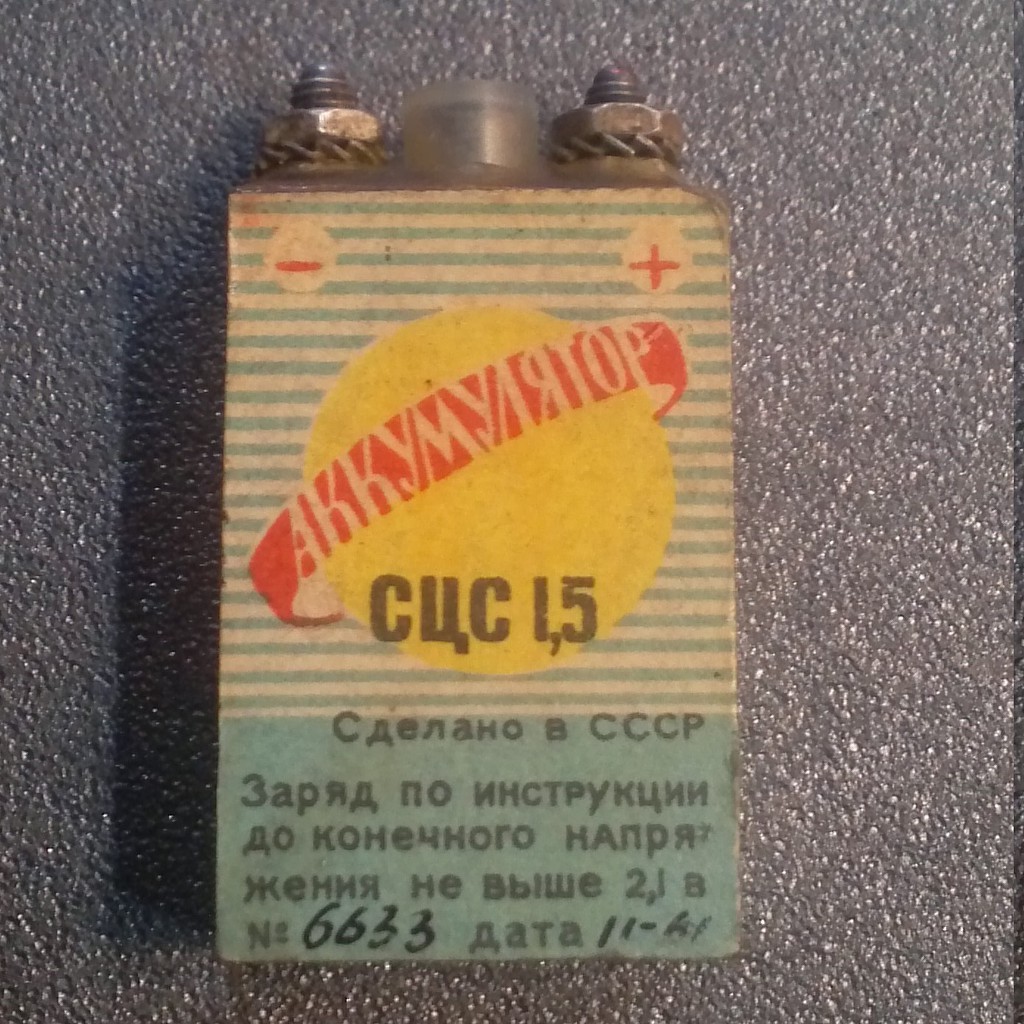 − +
АККУМУЛЯТОР
СЦС 1,5
Сделано в СССР
Заряд по инструкции
до конечного напря-
жения не выше 2,1 в
№ 6633 дата